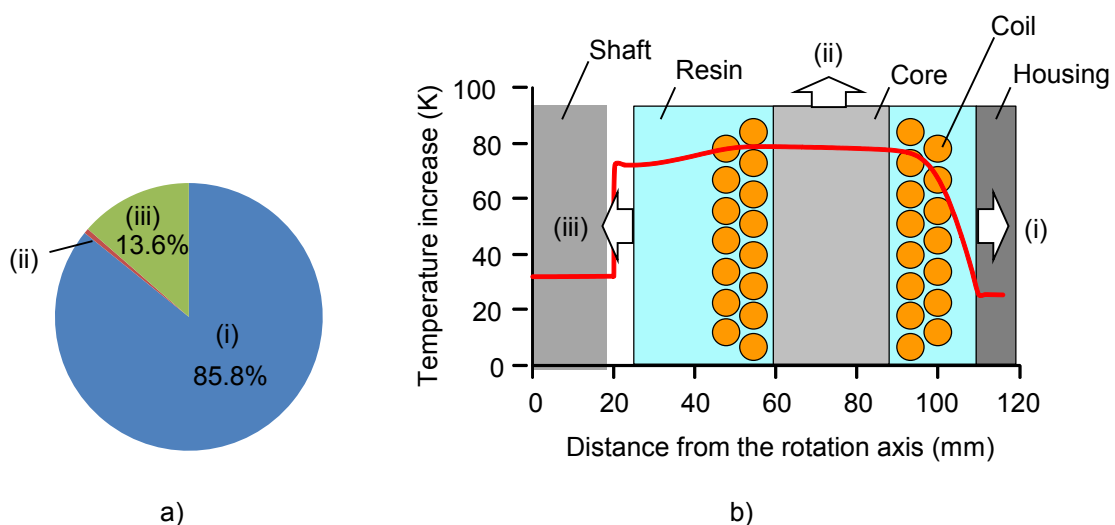 (iii)
13.6%
(ii)
(i)
85.8%
a)
Shaft
Resin
(ii)
Core
Coil
Housing
Temperature increase (K)
100
80
60
40
20
0
(iii)
(i)
0
20
40
60
80
100
120
Distance from the rotation axis (mm)
b)